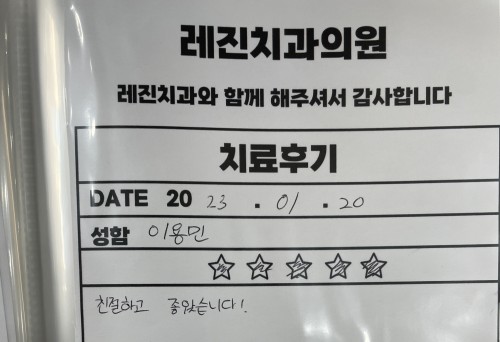 레진치과의원
레진치과와 함께 해주셔서 감사합니다
치료후기
DATE 20 23 . 01 . 20
성함 이용민
친절하고 좋았습니다!